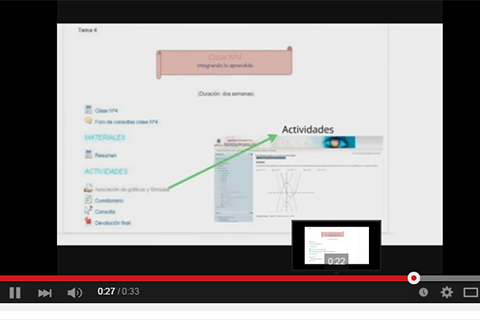 Tema 4
Clase Nº4
Integrando lo aprendido
(Duración: dos semanas)
Clase Nº4
Foro de consultas clase Nº4
MATERIALES
Resumen
ACTIVIDADES
Asociación de gráficos y fórmulas
Cuestionario
Consulta
Devolución final
Actividades
0:22
0:27 / 0:33